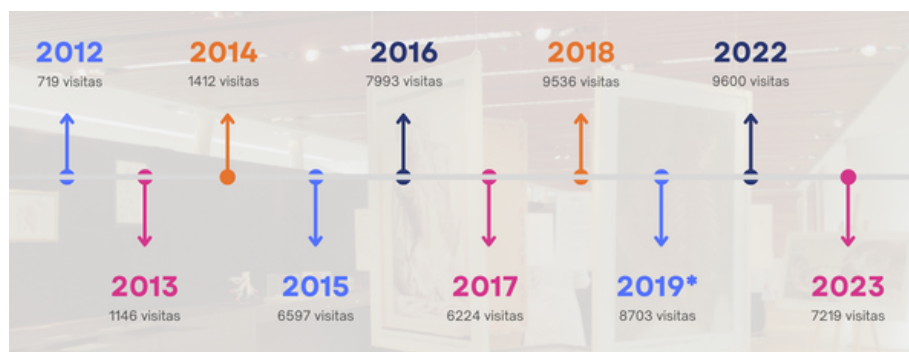 2012
719 visitas
2014
1412 visitas
2016
7993 visitas
2018
9536 visitas
2022
9600 visitas
2013
1146 visitas
2015
6597 visitas
2017
6224 visitas
2019*
8703 visitas
2023
7219 visitas